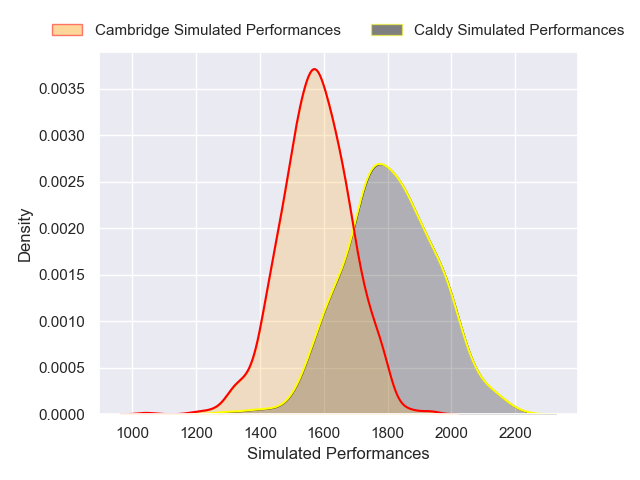 Cambridge Simulated Performances Caldy Simulated Performances
0.0035
0.0030
0.0025
0.0020
0.0015
0.0010
0.0005
0.0000
Density
1000 1200 1400 1600 1800 2000 2200
Simulated Performances